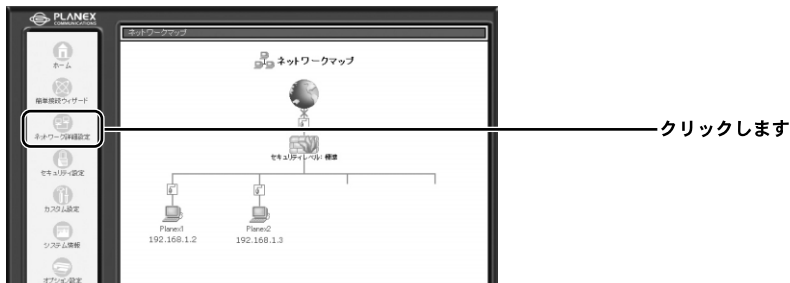 PLANEX
COMMUNICATIONS
ネットワークマップ
ホーム
ネットワークマップ
簡単接続ウィザード
ネットワーク詳細設定
クリックします
セキュリティレベル: 標準
セキュリティ設定
カスタム設定
Planex1
Planex2
192.168.1.2
192.168.1.3
システム情報
オプション設定